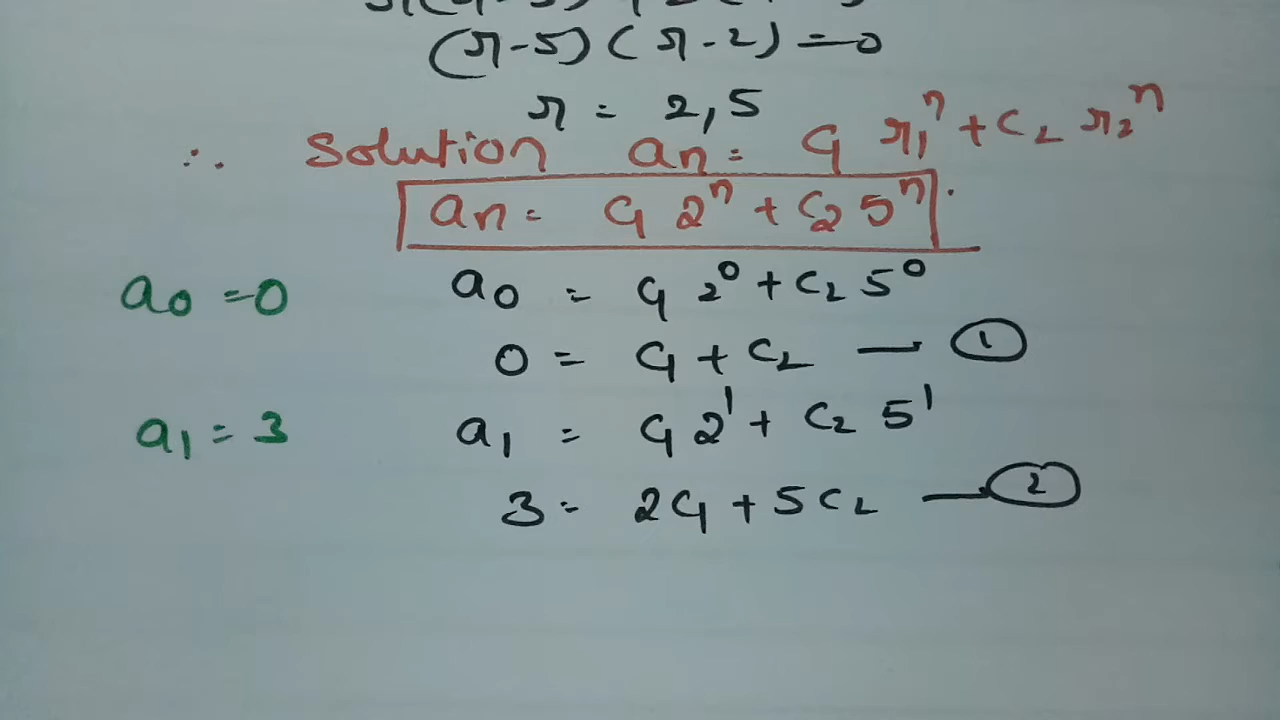 (r-5)(r-2)=0
r = 2,5
∴ Solution an = C1 r1^n + C2 r2^n
an = C1 2^n + C2 5^n.
a0 = 0 a0 = C1 2^0 + C2 5^0
0 = C1 + C2 — 1
a1 = 3 a1 = C1 2^1 + C2 5^1
3 = 2C1 + 5C2 — 2